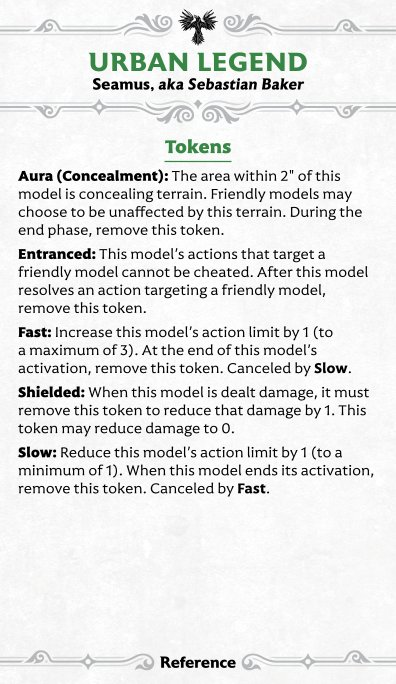 URBAN LEGEND
Seamus, aka Sebastian Baker
Tokens
Aura (Concealment): The area within 2" of this
model is concealing terrain. Friendly models may
choose to be unaffected by this terrain. During the
end phase, remove this token.
Entranced: This model’s actions that target a
friendly model cannot be cheated. After this model
resolves an action targeting a friendly model,
remove this token.
Fast: Increase this model’s action limit by 1 (to
a maximum of 3). At the end of this model’s
activation, remove this token. Canceled by Slow.
Shielded: When this model is dealt damage, it must
remove this token to reduce that damage by 1. This
token may reduce damage to 0.
Slow: Reduce this model’s action limit by 1 (to a
minimum of 1). When this model ends its activation,
remove this token. Canceled by Fast.
Reference